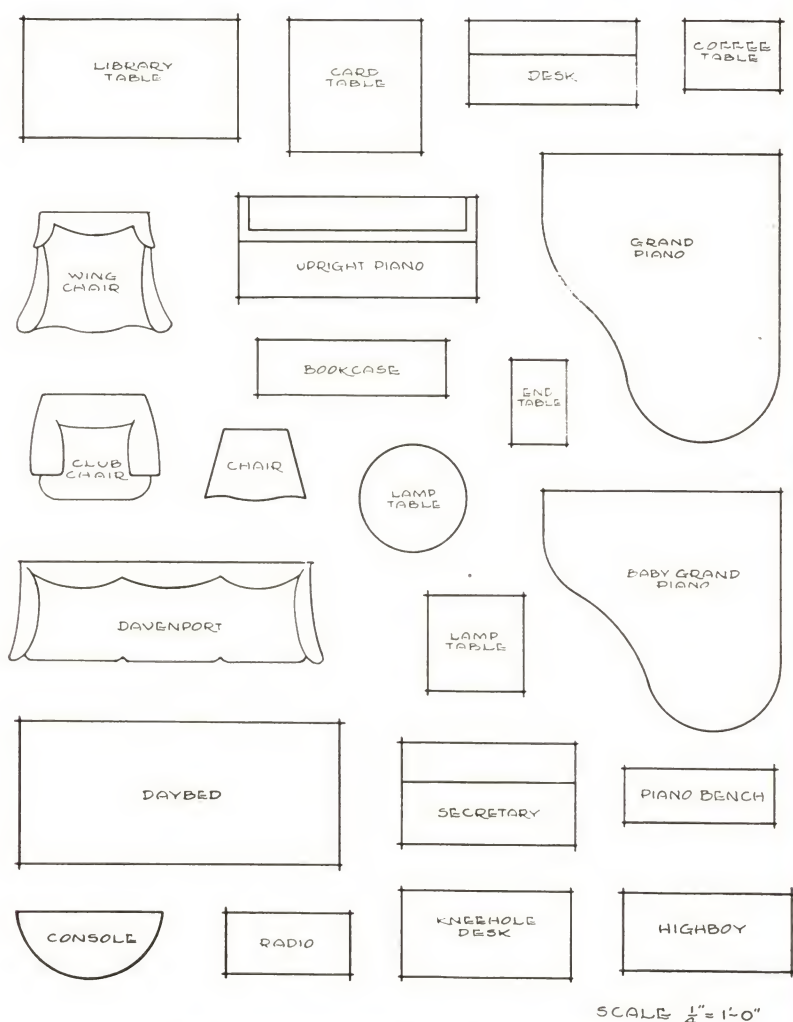 LIBRARY
TABLE
CARD
TABLE
DESK
COFFEE
TABLE
WING
CHAIR
UPRIGHT PIANO
GRAND
PIANO
BOOKCASE
END
TABLE
CLUB
CHAIR
CHAIR
LAMP
TABLE
BABY GRAND
PIANO
DAVENPORT
LAMP
TABLE
DAYBED
SECRETARY
PIANO BENCH
CONSOLE
RADIO
KNEEHOLE
DESK
HIGHBOY
SCALE 1/4" = 1'-0"